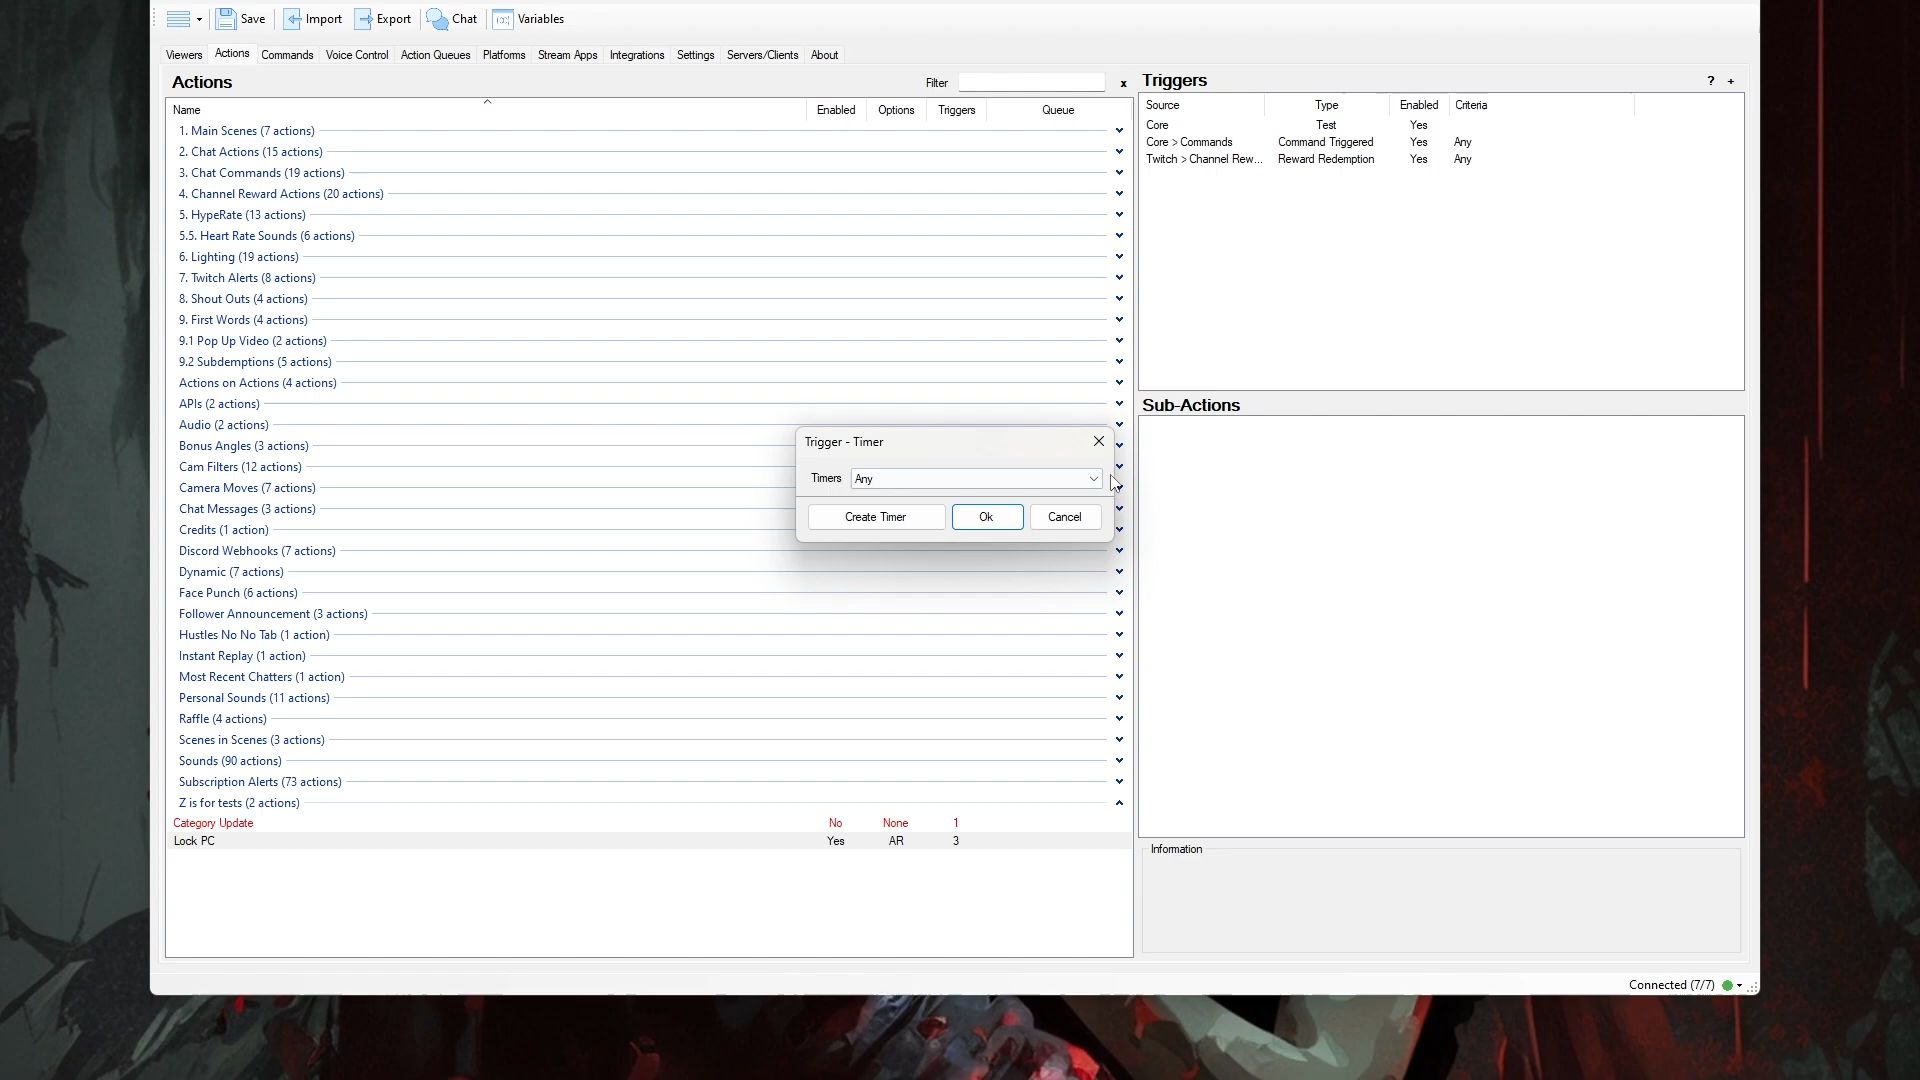 Save Import Export Chat Variables
Viewers Actions Commands Voice Control Action Queues Platforms Stream Apps Integrations Settings Servers/Clients About
Actions
Filter
x
Name Enabled Options Triggers Queue
1. Main Scenes (7 actions)
2. Chat Actions (15 actions)
3. Chat Commands (19 actions)
4. Channel Reward Actions (20 actions)
5. HypeRate (13 actions)
5.5. Heart Rate Sounds (6 actions)
6. Lighting (19 actions)
7. Twitch Alerts (8 actions)
8. Shout Outs (4 actions)
9. First Words (4 actions)
9.1 Pop Up Video (2 actions)
9.2 Subdemptions (5 actions)
Actions on Actions (4 actions)
APIs (2 actions)
Audio (2 actions)
Bonus Angles (3 actions)
Cam Filters (12 actions)
Camera Moves (7 actions)
Chat Messages (3 actions)
Credits (1 action)
Discord Webhooks (7 actions)
Dynamic (7 actions)
Face Punch (6 actions)
Follower Announcement (3 actions)
Hustles No No Tab (1 action)
Instant Replay (1 action)
Most Recent Chatters (1 action)
Personal Sounds (11 actions)
Raffle (4 actions)
Scenes in Scenes (3 actions)
Sounds (90 actions)
Subscription Alerts (73 actions)
Z is for tests (2 actions)
Category Update No None 1
Lock PC Yes AR 3
Trigger - Timer
Timers Any
Create Timer Ok Cancel
Triggers ? +
Source Type Enabled Criteria
Core Test Yes
Core > Commands Command Triggered Yes Any
Twitch > Channel Rew... Reward Redemption Yes Any
Sub-Actions
Information
Connected (7/7)